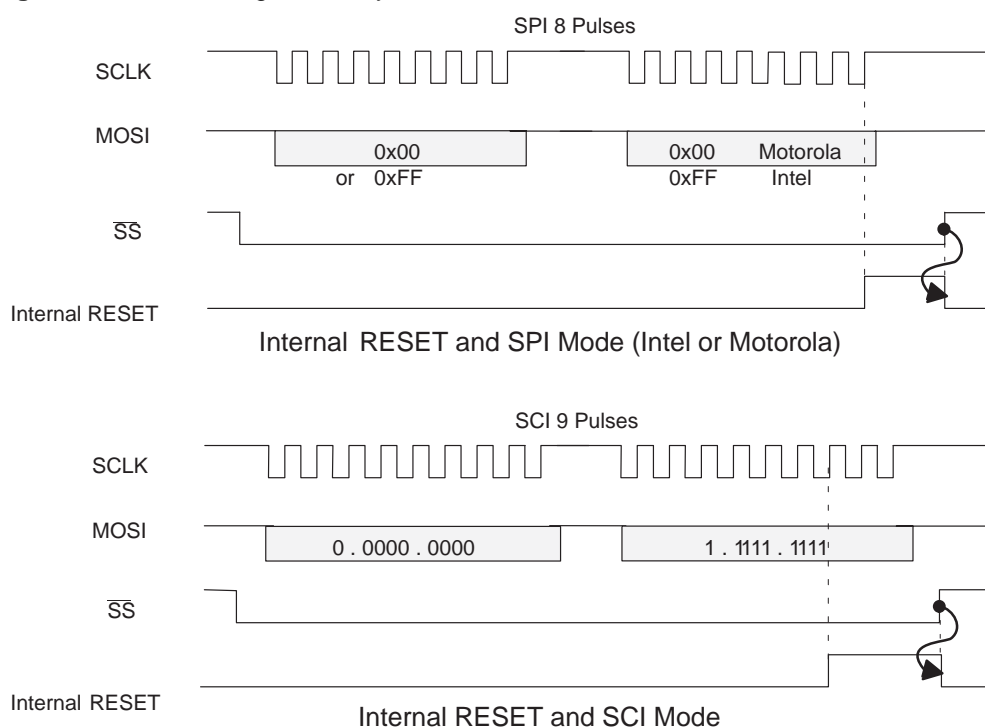 SPI 8 Pulses
SCLK
MOSI
0x00
or 0xFF
0x00 Motorola
0xFF Intel
SS
Internal RESET
Internal RESET and SPI Mode (Intel or Motorola)
SCI 9 Pulses
SCLK
MOSI
0 . 0000 . 0000
1 . 1111 . 1111
SS
Internal RESET
Internal RESET and SCI Mode